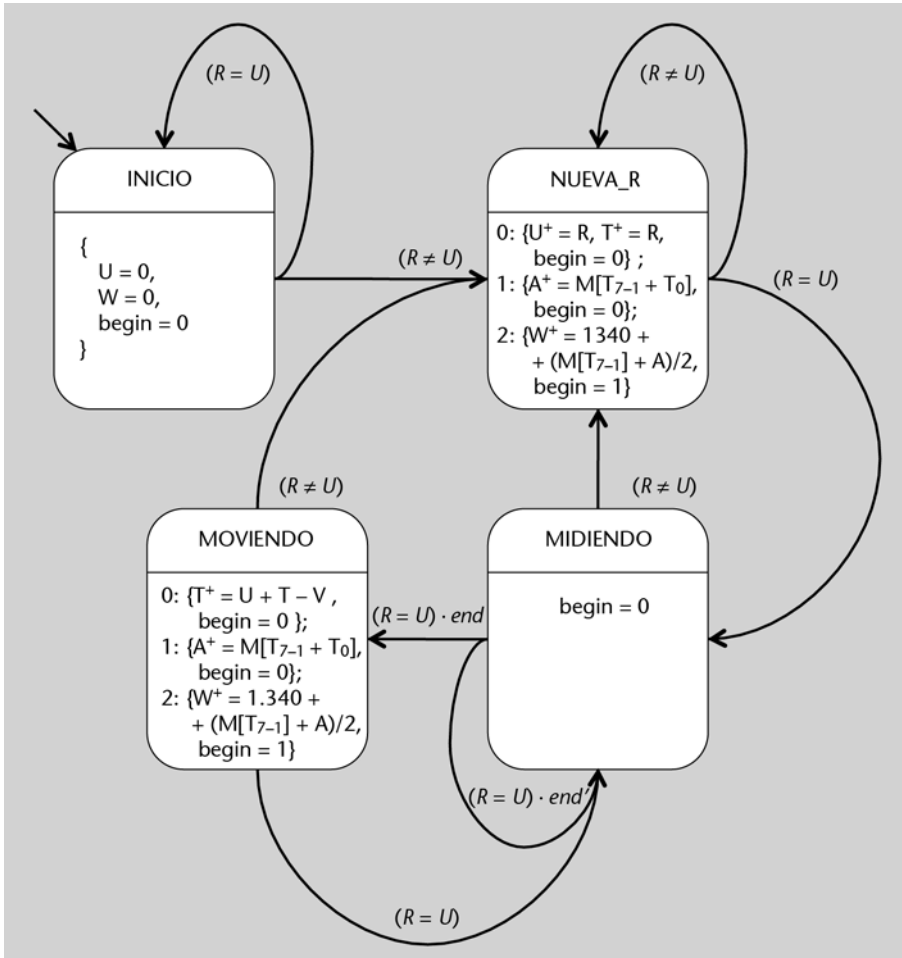 (R = U)
(R ≠ U)
INICIO
{
U = 0,
W = 0,
begin = 0
}
(R ≠ U)
NUEVA_R
0: {U⁺ = R, T⁺ = R,
begin = 0} ;
1: {A⁺ = M[T₇₋₁ + T₀],
begin = 0};
2: {W⁺ = 1340 +
+ (M[T₇₋₁] + A)/2,
begin = 1}
(R = U)
(R ≠ U)
(R ≠ U)
MOVIENDO
0: {T⁺ = U + T – V ,
begin = 0 };
1: {A⁺ = M[T₇₋₁ + T₀],
begin = 0};
2: {W⁺ = 1.340 +
+ (M[T₇₋₁] + A)/2,
begin = 1}
(R = U) · end
MIDIENDO
begin = 0
(R = U) · end'
(R = U)